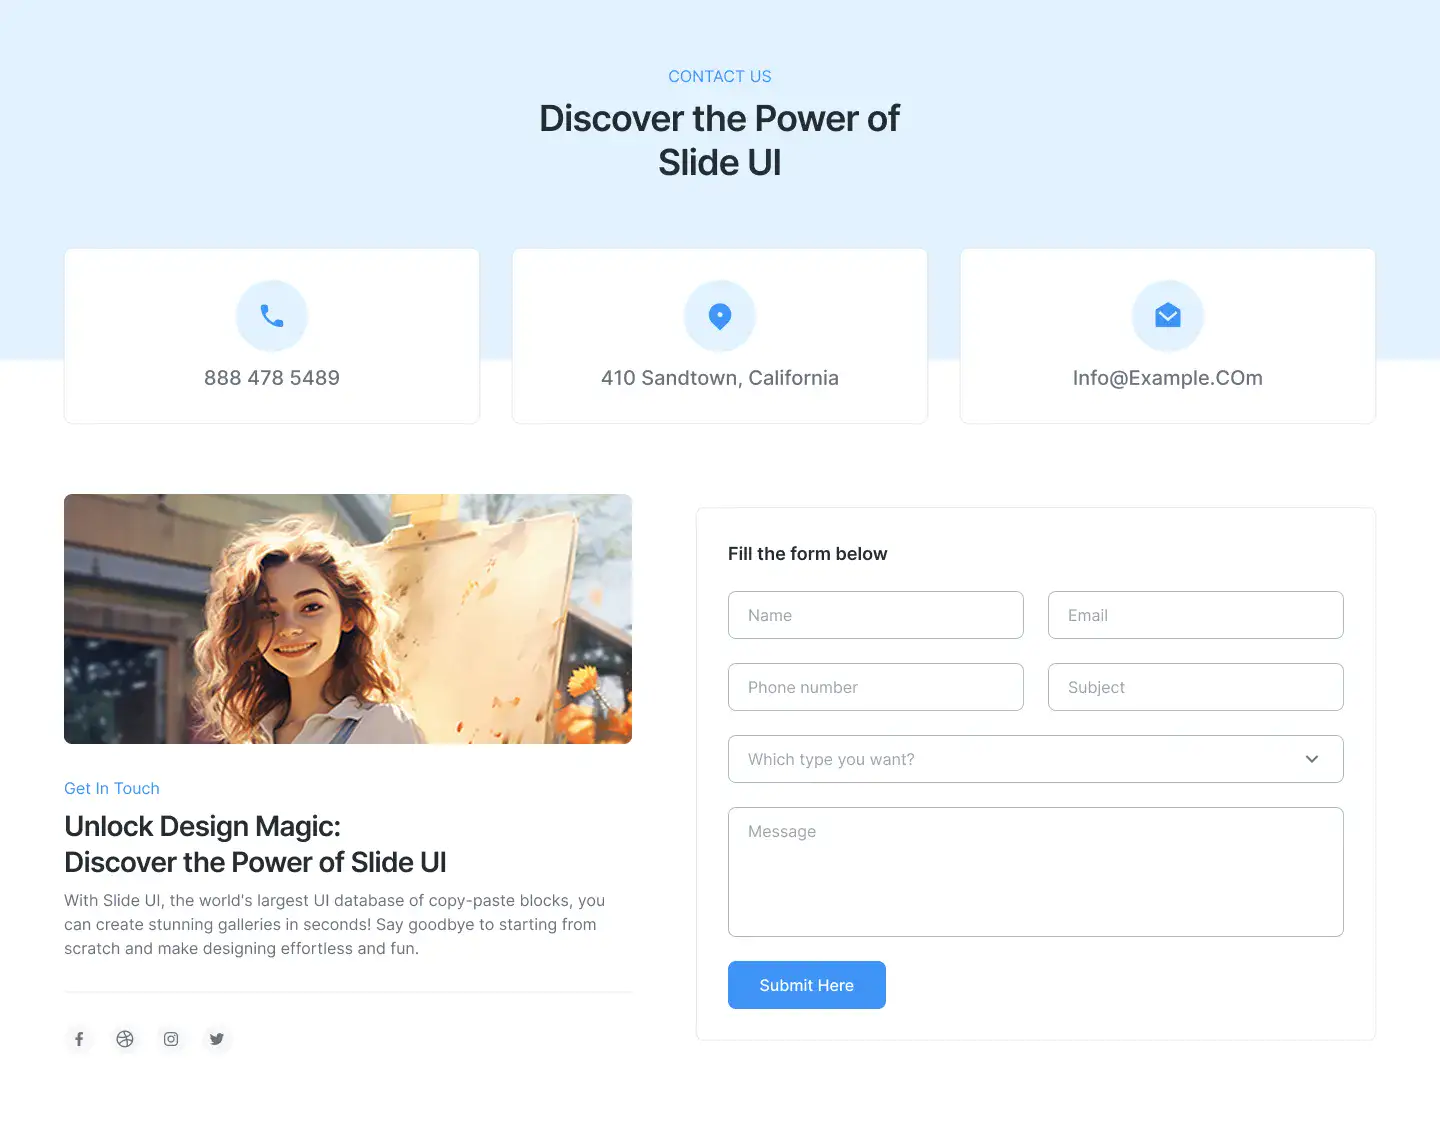 CONTACT US
Discover the Power of
Slide UI
888 478 5489
410 Sandtown, California
Info@Example.COm
Get In Touch
Unlock Design Magic:
Discover the Power of Slide UI
With Slide UI, the world's largest UI database of copy-paste blocks, you
can create stunning galleries in seconds! Say goodbye to starting from
scratch and make designing effortless and fun.
Fill the form below
Name
Email
Phone number
Subject
Which type you want?
Message
Submit Here